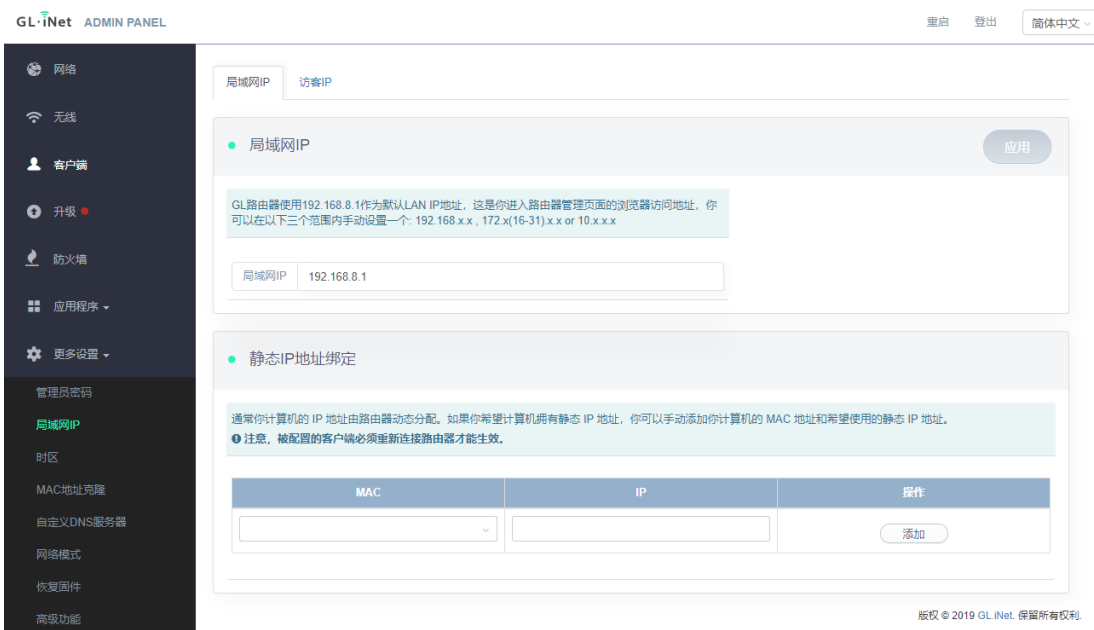 GL·iNet ADMIN PANEL
重启 登出 简体中文
网络
无线
客户端
升级
防火墙
应用程序
更多设置
管理员密码
局域网IP
时区
MAC地址克隆
自定义DNS服务器
网络模式
恢复固件
高级功能
局域网IP 访客IP
局域网IP
应用
GL路由器使用192.168.8.1作为默认LAN IP地址，这是你进入路由器管理页面的浏览器访问地址，你
可以在以下三个范围内手动设置一个: 192.168.x.x , 172.x(16-31).x.x or 10.x.x.x
局域网IP 192.168.8.1
静态IP地址绑定
通常你计算机的 IP 地址由路由器动态分配。如果你希望计算机拥有静态 IP 地址，你可以手动添加你计算机的 MAC 地址和希望使用的静态 IP 地址。
注意，被配置的客户端必须重新连接路由器才能生效。
MAC IP 操作
添加
版权 © 2019 GL.iNet. 保留所有权利.